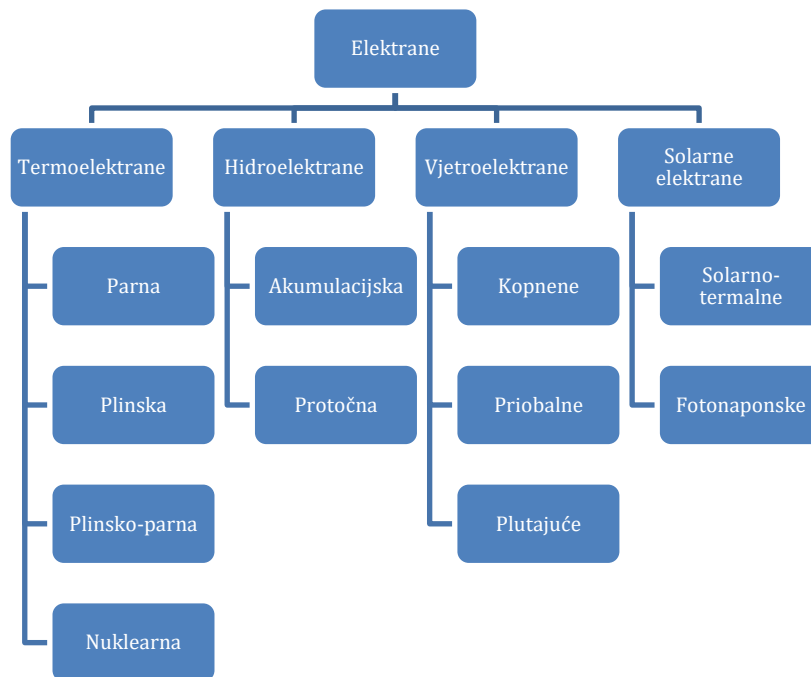 Elektrane
Termoelektrane
Hidroelektrane
Vjetroelektrane
Solarne
elektrane
Parna
Akumulacijska
Kopnene
Solarno-
termalne
Plinska
Protočna
Priobalne
Fotonaponske
Plinsko-parna
Plutajuće
Nuklearna